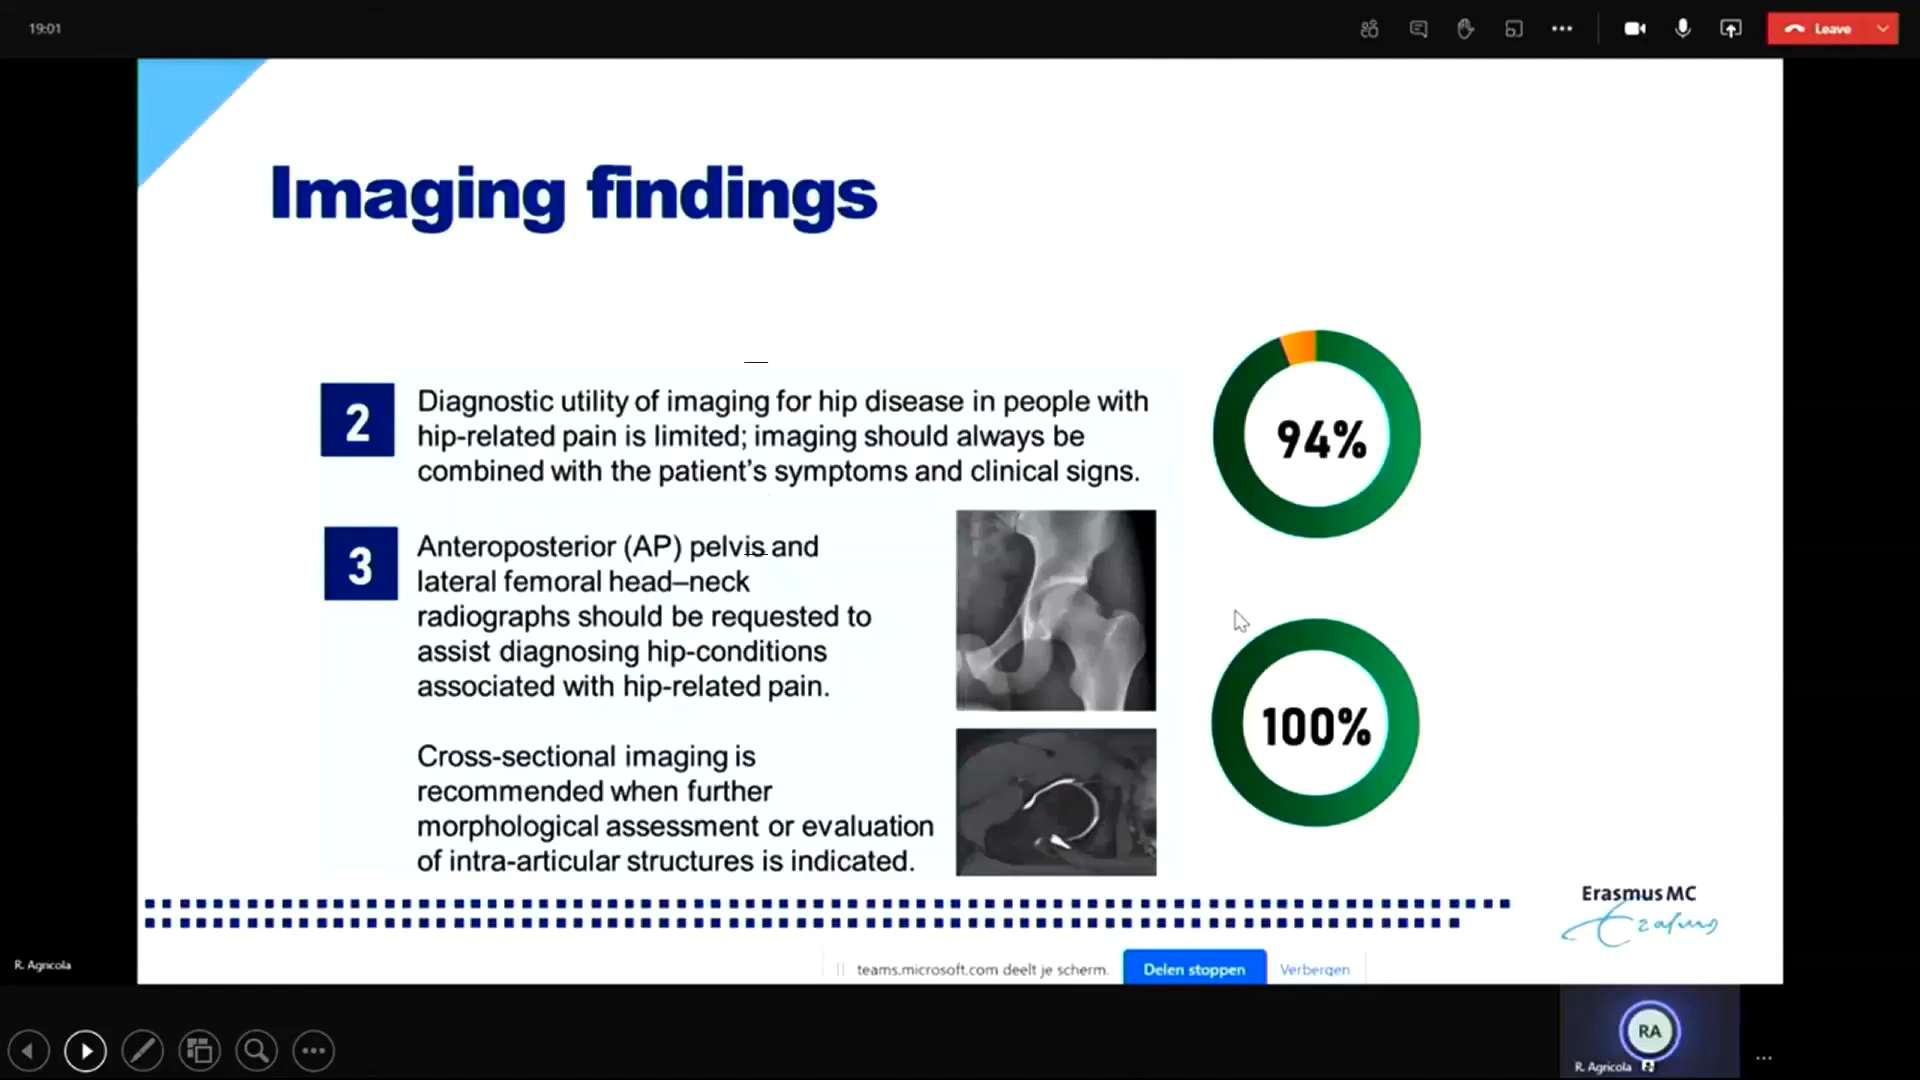 19:01
Leave
Imaging findings
2
Diagnostic utility of imaging for hip disease in people with
hip-related pain is limited; imaging should always be
combined with the patient’s symptoms and clinical signs.
94%
3
Anteroposterior (AP) pelvis and
lateral femoral head–neck
radiographs should be requested to
assist diagnosing hip-conditions
associated with hip-related pain.
100%
Cross-sectional imaging is
recommended when further
morphological assessment or evaluation
of intra-articular structures is indicated.
Erasmus MC
Erasmus
R. Agricola
teams.microsoft.com deelt je scherm.
Delen stoppen
Verbergen
RA
R. Agricola